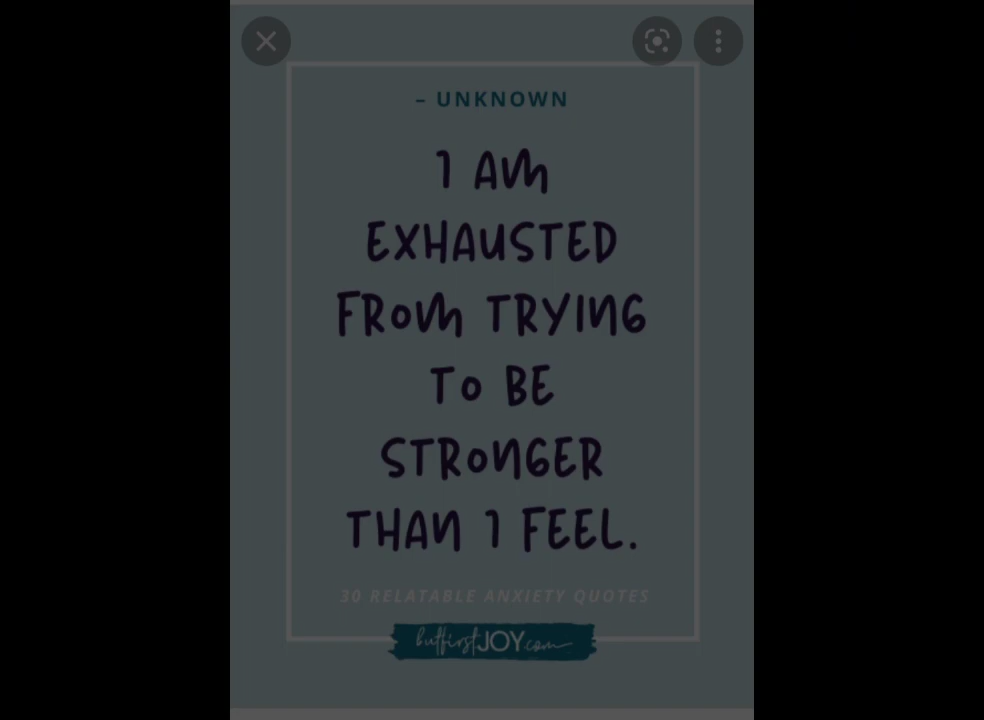 – UNKNOWN
I AM
EXHAUSTED
FROM TRYING
TO BE
STRONGER
THAN I FEEL.
30 RELATABLE ANXIETY QUOTES
butfirstJOY.com